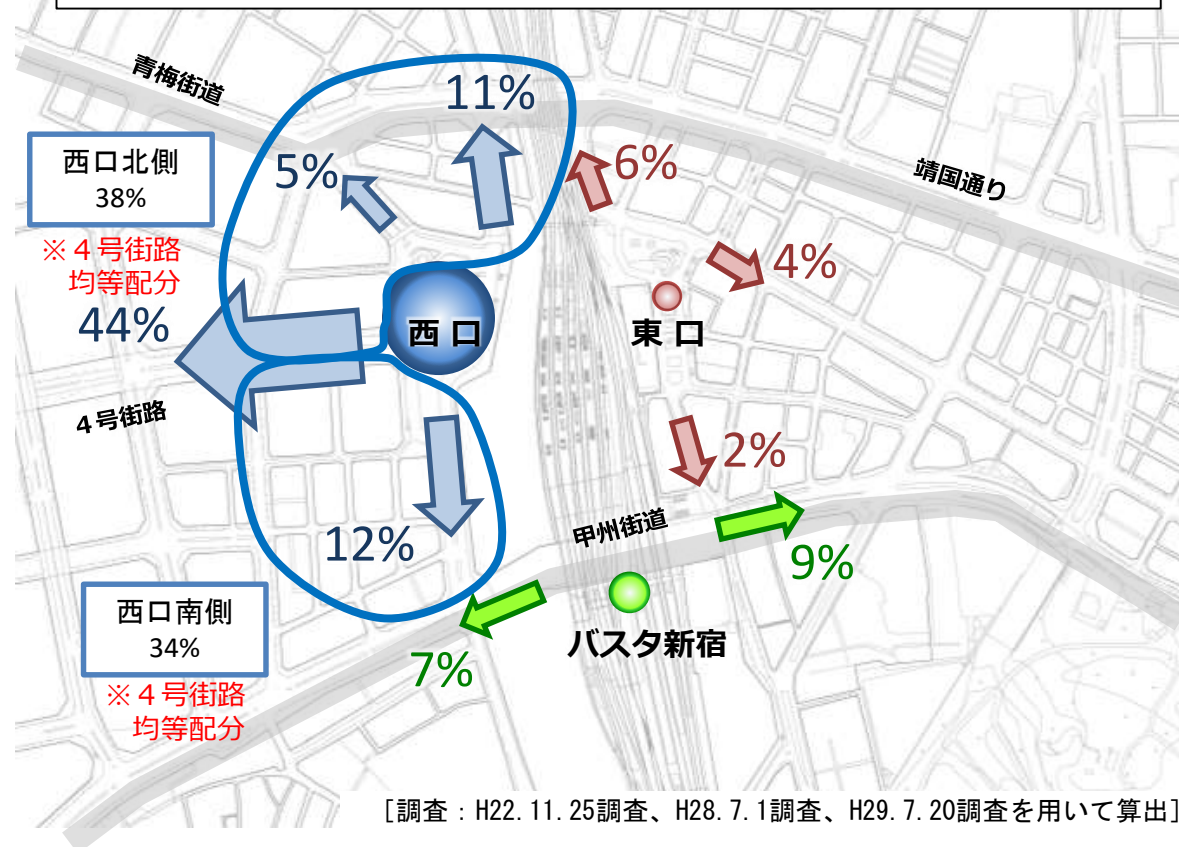 青梅街道
11%
5%
西口北側
38%
※４号街路
均等配分
44%
6%
靖国通り
4%
西口
東口
４号街路
2%
12%
甲州街道
9%
西口南側
34%
※４号街路
均等配分
バスタ新宿
7%
[調査：H22.11.25調査、H28.7.1調査、H29.7.20調査を用いて算出]